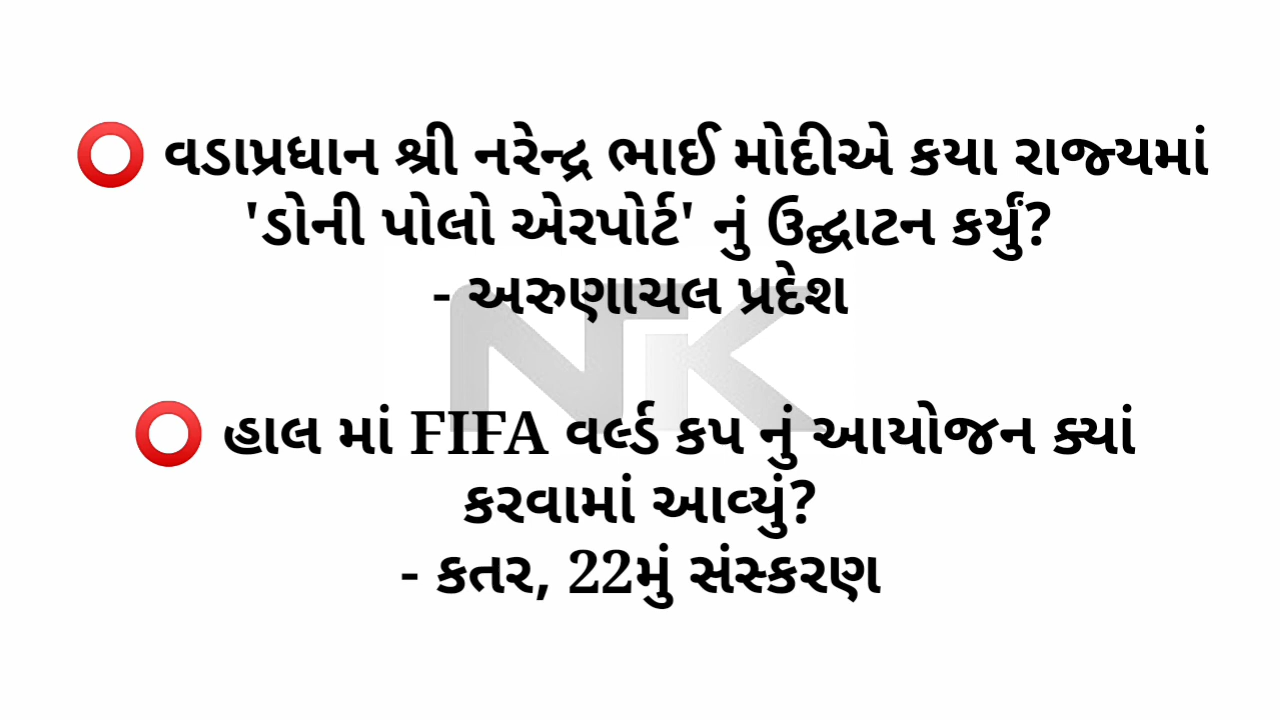 ⭕ વડાપ્રધાન શ્રી નરેન્દ્ર ભાઈ મોદીએ કયા રાજ્યમાં
'ડોની પોલો એરપોર્ટ' નું ઉદ્ઘાટન કર્યું?
- અરુણાચલ પ્રદેશ
NK
⭕ હાલ માં FIFA વર્લ્ડ કપ નું આયોજન ક્યાં
કરવામાં આવ્યું?
- કતર, 22મું સંસ્કરણ